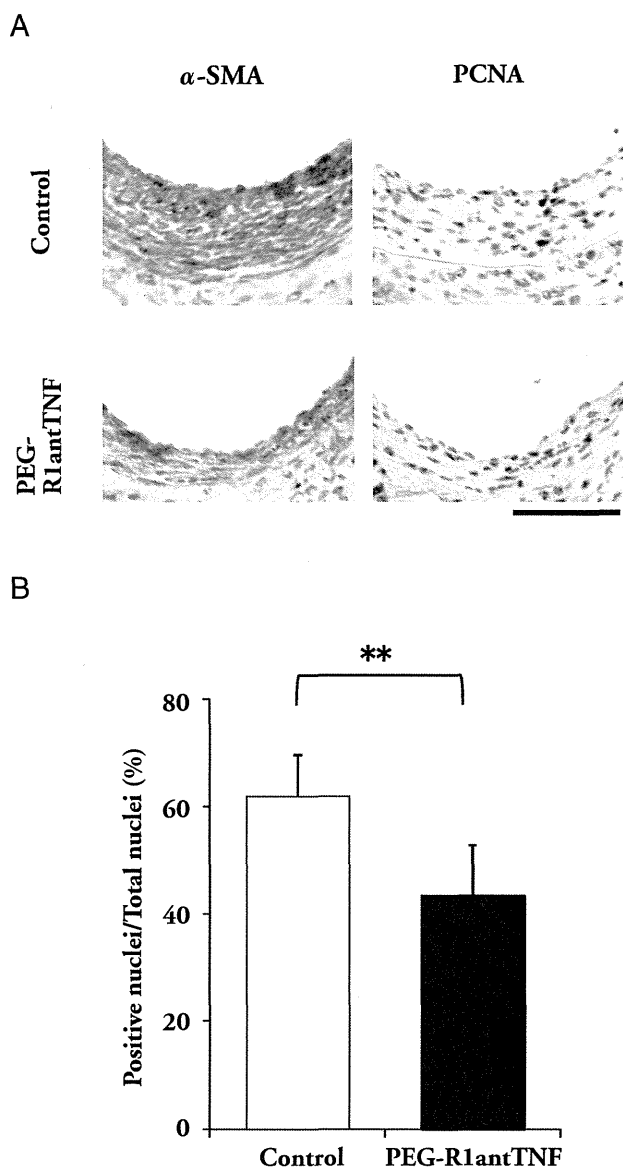 A
α-SMA
PCNA
Control
PEG-
R1antTNF
B
**
Positive nuclei/Total nuclei (%)
80
60
40
20
0
Control
PEG-R1antTNF